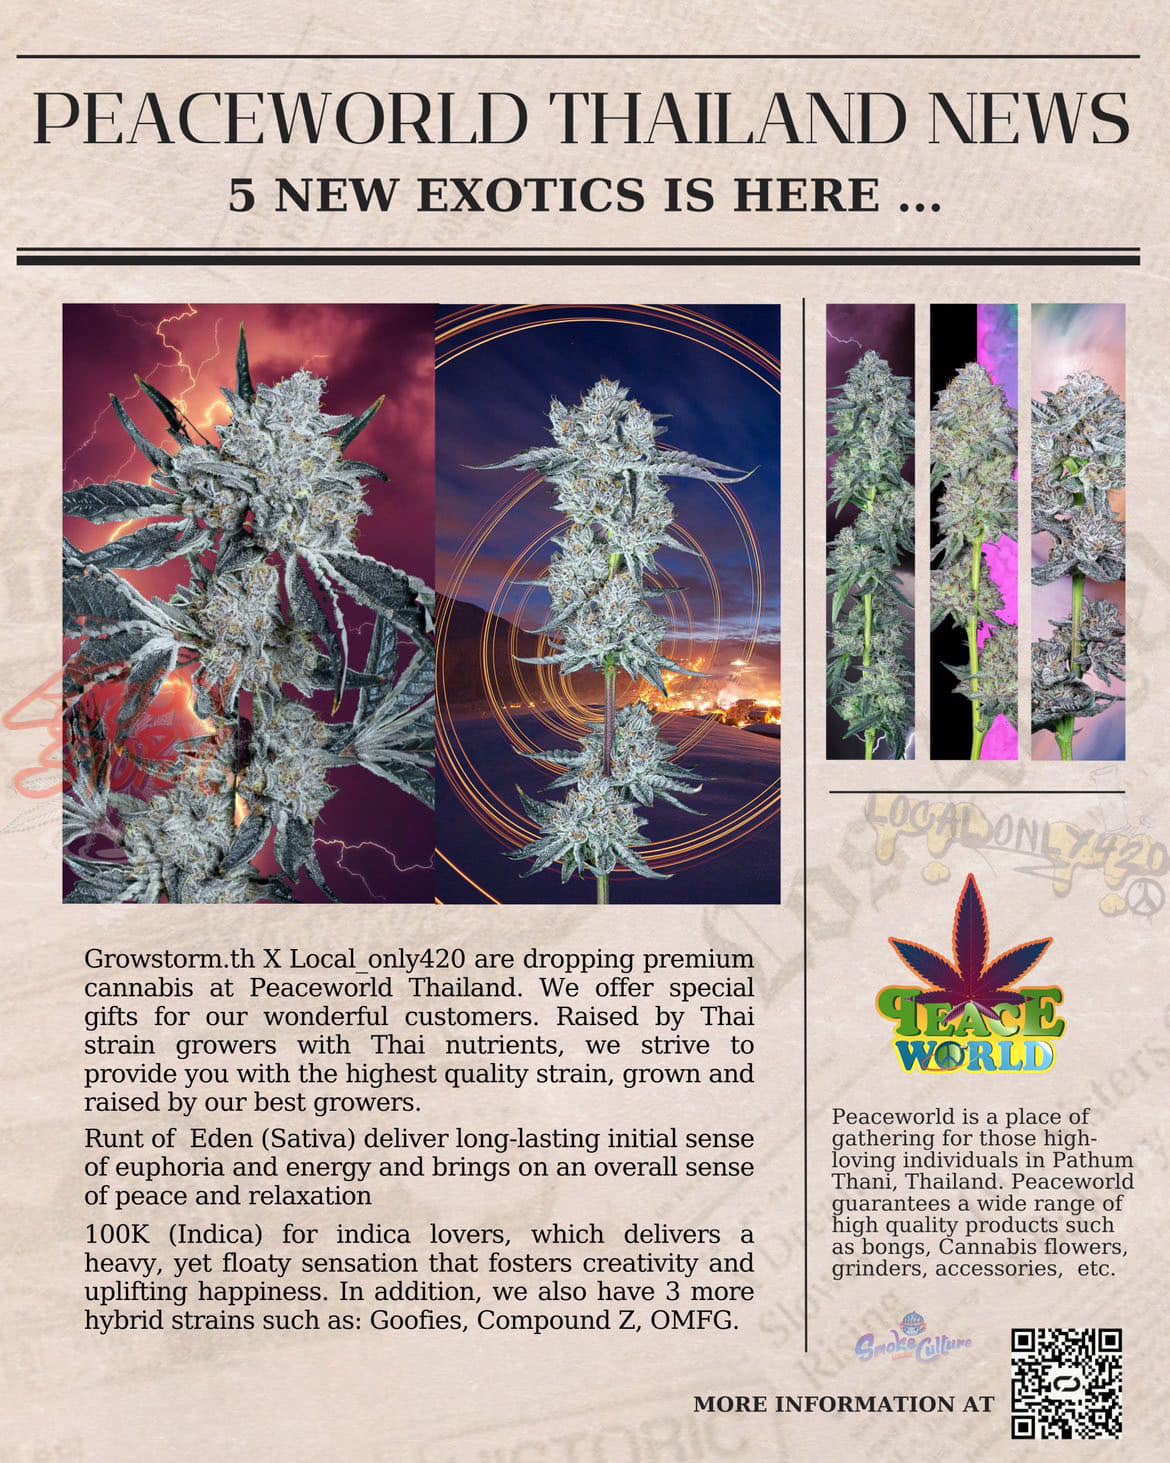 PEACEWORLD THAILAND NEWS
5 NEW EXOTICS IS HERE ...
Growstorm.th X Local_only420 are dropping premium
cannabis at Peaceworld Thailand. We offer special
gifts for our wonderful customers. Raised by Thai
strain growers with Thai nutrients, we strive to
provide you with the highest quality strain, grown and
raised by our best growers.
Runt of Eden (Sativa) deliver long-lasting initial sense
of euphoria and energy and brings on an overall sense
of peace and relaxation
100K (Indica) for indica lovers, which delivers a
heavy, yet floaty sensation that fosters creativity and
uplifting happiness. In addition, we also have 3 more
hybrid strains such as: Goofies, Compound Z, OMFG.
LOCAL ONLY420
PEACE
WORLD
Peaceworld is a place of
gathering for those high-
loving individuals in Pathum
Thani, Thailand. Peaceworld
guarantees a wide range of
high quality products such
as bongs, Cannabis flowers,
grinders, accessories, etc.
Smoke Culture
MORE INFORMATION AT